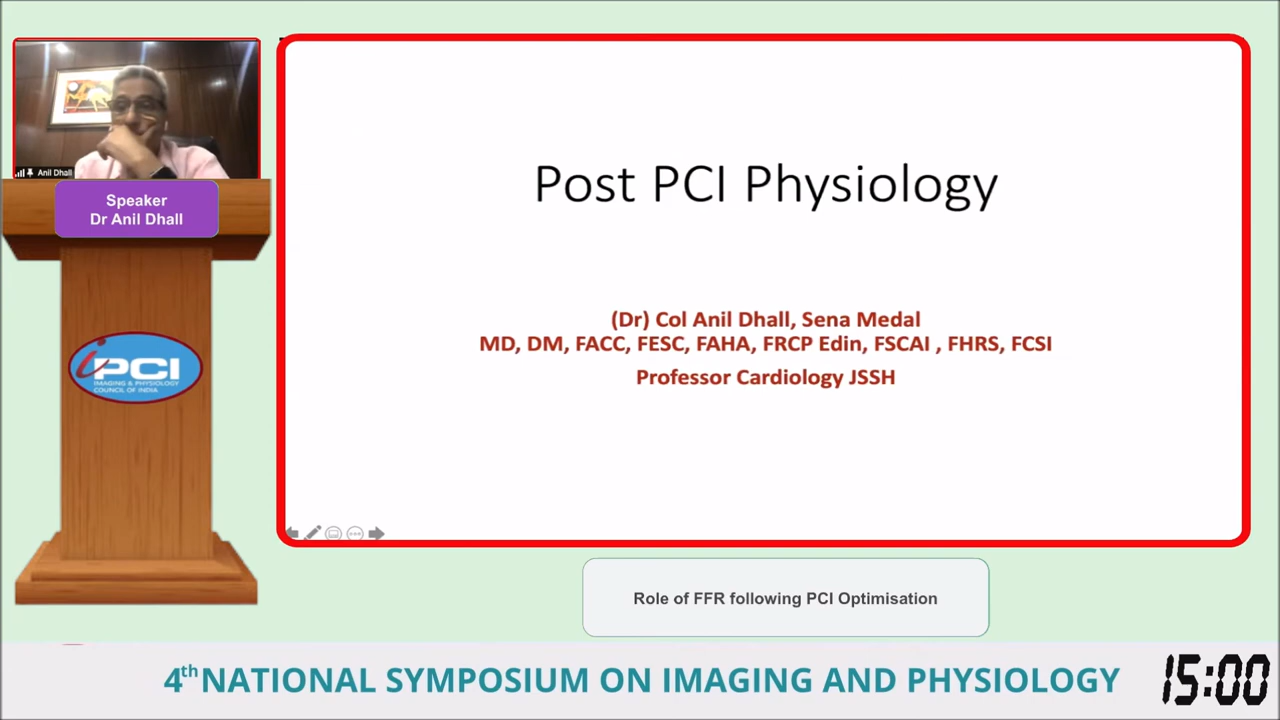 Anil Dhall
Speaker
Dr Anil Dhall
iPCI
IMAGING & PHYSIOLOGY
COUNCIL OF INDIA
Post PCI Physiology
(Dr) Col Anil Dhall, Sena Medal
MD, DM, FACC, FESC, FAHA, FRCP Edin, FSCAI , FHRS, FCSI
Professor Cardiology JSSH
Role of FFR following PCI Optimisation
4th NATIONAL SYMPOSIUM ON IMAGING AND PHYSIOLOGY
15:00